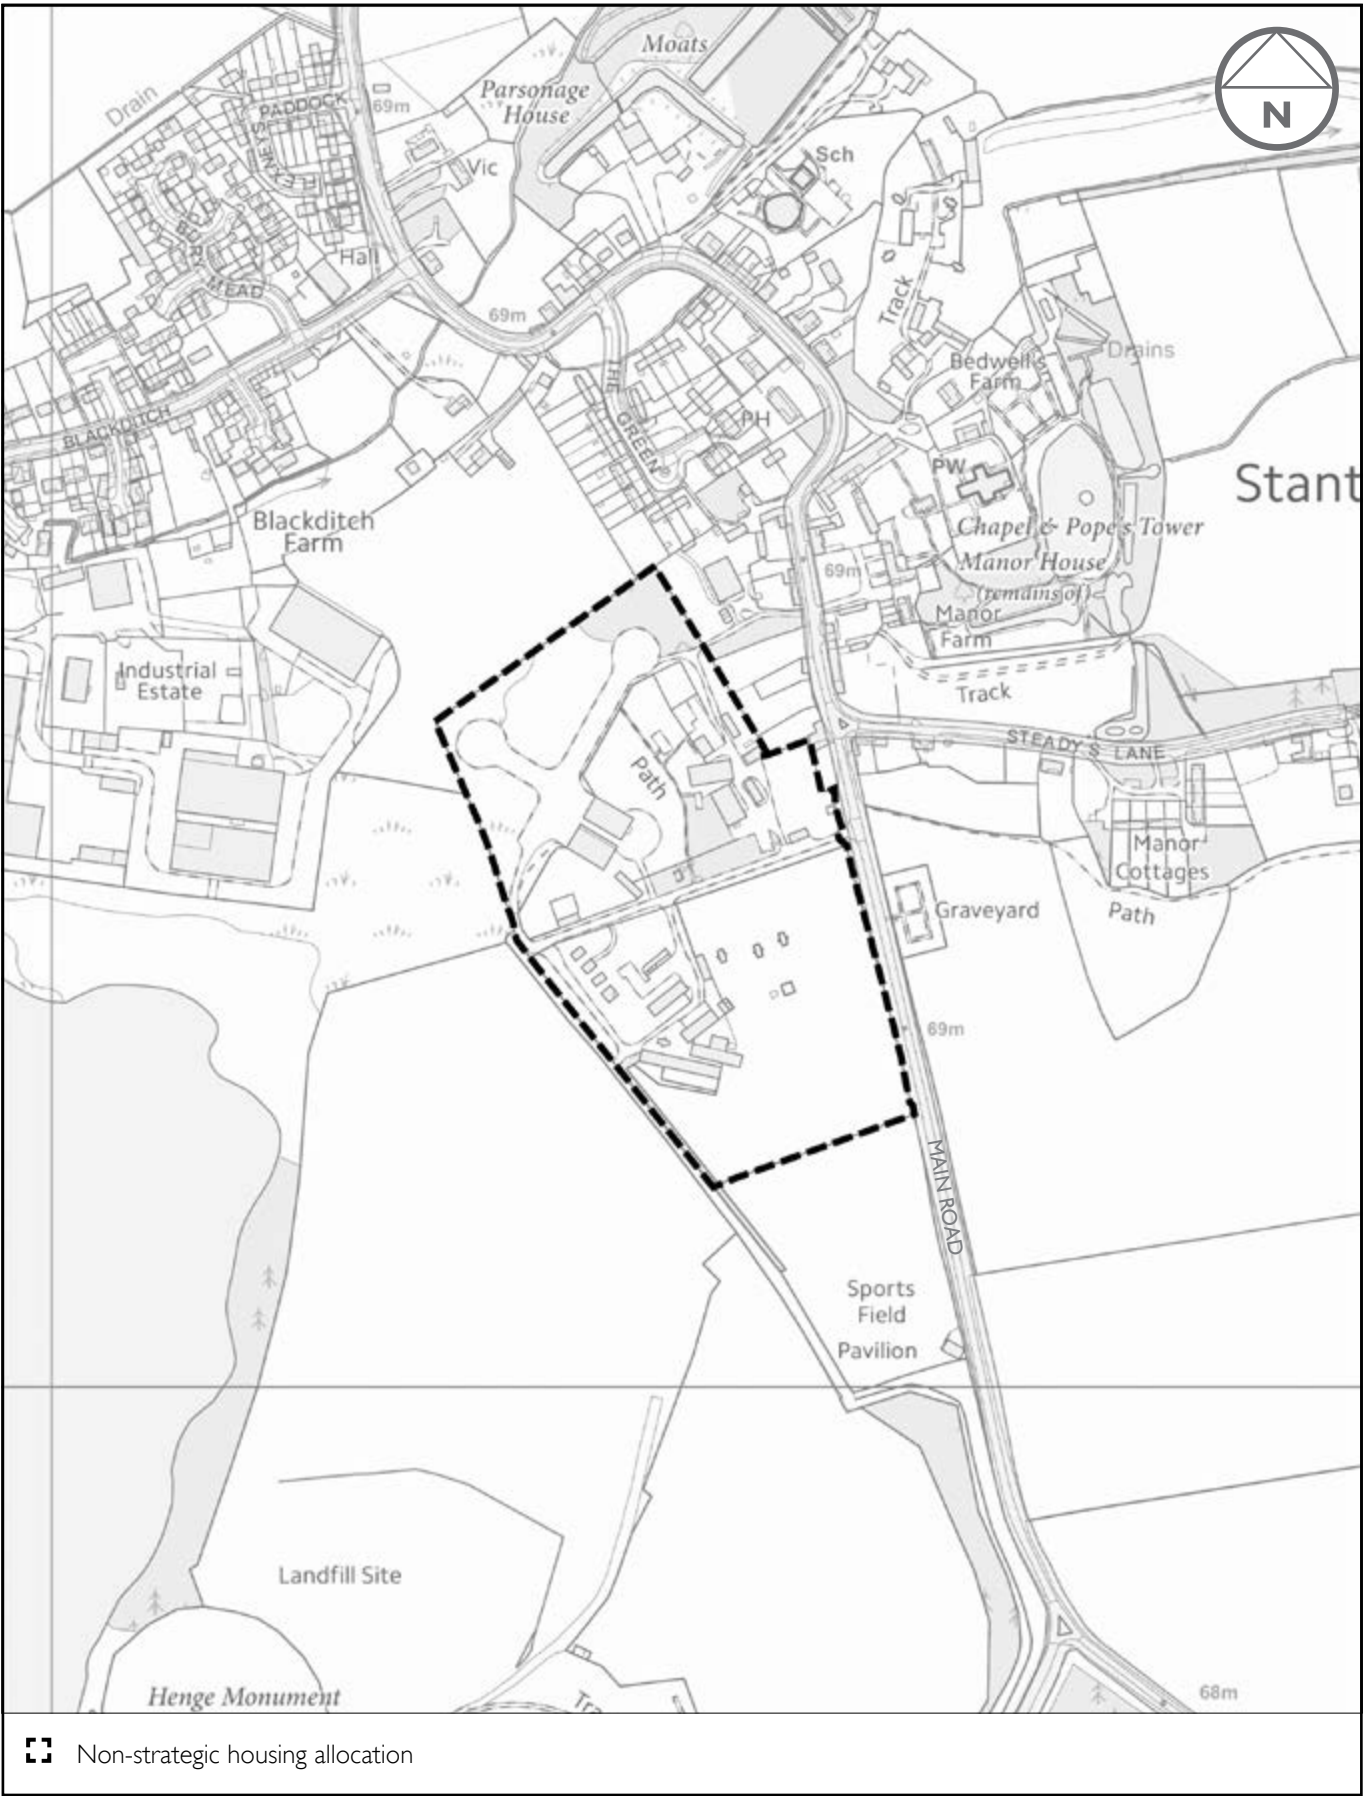 Moats
N
Drain
PADDOCK
69m
Parsonage
House
FLEXNEYS
Vic
Sch
BURY MEAD
Hall
69m
Track
THE GREEN
Bedwell's
Farm
Drains
BLACKDITCH
PH
PW
Stant
Blackditch
Farm
Chapel & Pope's Tower
Manor House
(remains of)
69m
Manor
Farm
Industrial
Estate
Track
STEADY'S LANE
Path
Manor
Cottages
Graveyard
Path
69m
MAIN ROAD
Sports
Field
Pavilion
Landfill Site
Henge Monument
68m
Non-strategic housing allocation